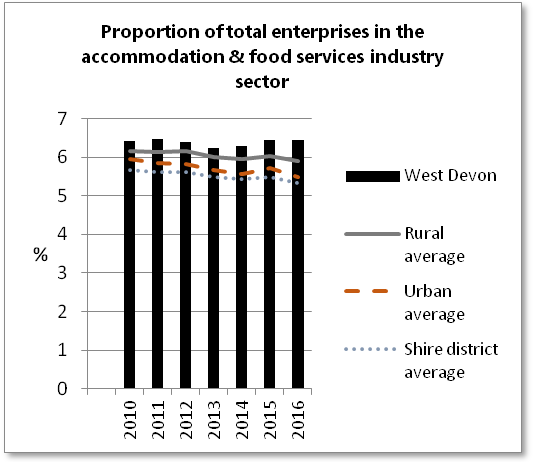 Proportion of total enterprises in the
accommodation & food services industry
sector
7
6
5
4
3
2
1
0
%
2010
2011
2012
2013
2014
2015
2016
West Devon
Rural
average
Urban
average
Shire district
average